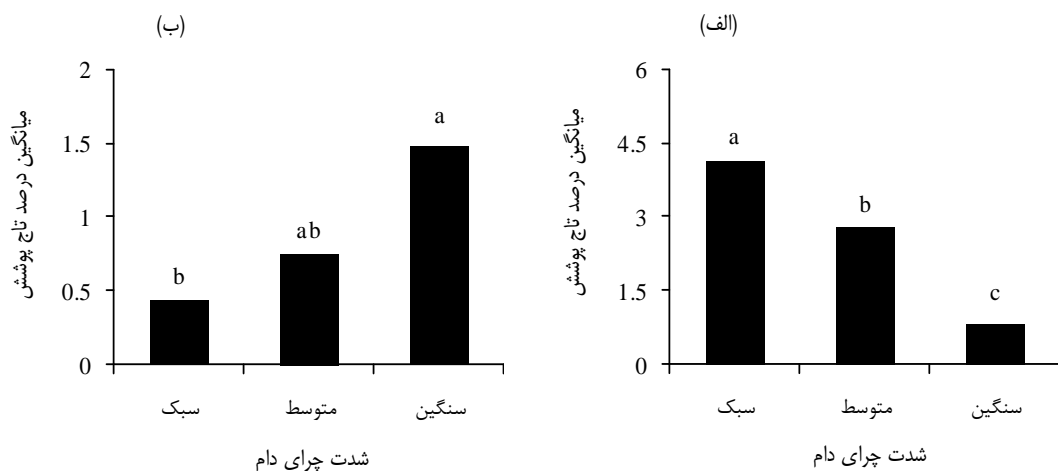 (الف)
میانگین درصد تاج پوشش
6
4.5
3
1.5
0
a
b
c
سبک
متوسط
سنگین
شدت چرای دام
(ب)
میانگین درصد تاج پوشش
2
1.5
1
0.5
0
b
ab
a
سبک
متوسط
سنگین
شدت چرای دام